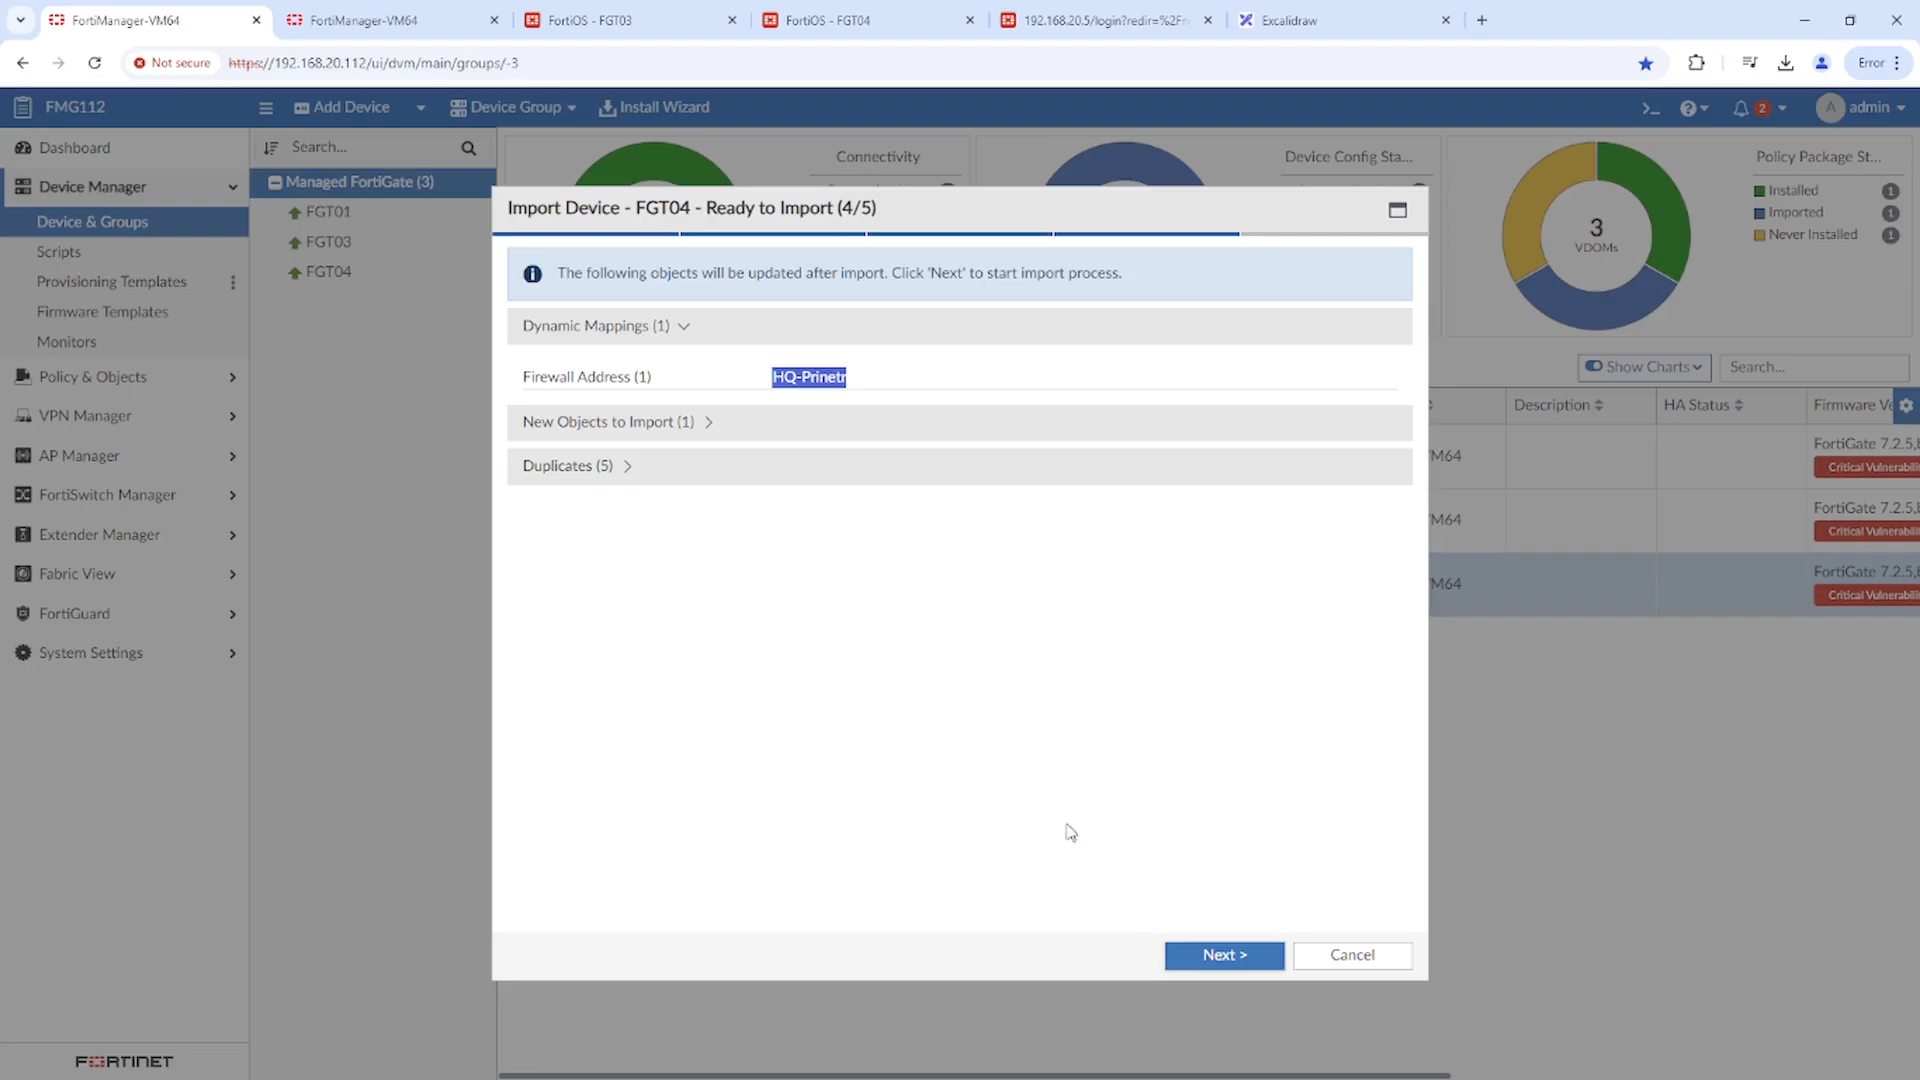 FortiManager-VM64
FortiManager-VM64
FortiOS - FGT03
FortiOS - FGT04
192.168.20.5/login?redir=%2Fn
Excalidraw
Not secure
https://192.168.20.112/ui/dvm/main/groups/-3
Error
FMG112
Add Device
Device Group
Install Wizard
2
A
admin
Dashboard
Device Manager
Device & Groups
Scripts
Provisioning Templates
Firmware Templates
Monitors
Policy & Objects
VPN Manager
AP Manager
FortiSwitch Manager
Extender Manager
Fabric View
FortiGuard
System Settings
FORTINET
Search...
Managed FortiGate (3)
FGT01
FGT03
FGT04
Connectivity
Device Config Sta...
3
VDOMs
Policy Package St...
Installed 1
Imported 1
Never Installed 1
Import Device - FGT04 - Ready to Import (4/5)
The following objects will be updated after import. Click 'Next' to start import process.
Dynamic Mappings (1)
Firewall Address (1) HQ-Prinetr
New Objects to Import (1)
Duplicates (5)
Next >
Cancel
Show Charts
Search...
Description
HA Status
Firmware Ve
M64
FortiGate 7.2.5,b
Critical Vulnerabili
M64
FortiGate 7.2.5,b
Critical Vulnerabili
M64
FortiGate 7.2.5,b
Critical Vulnerabili